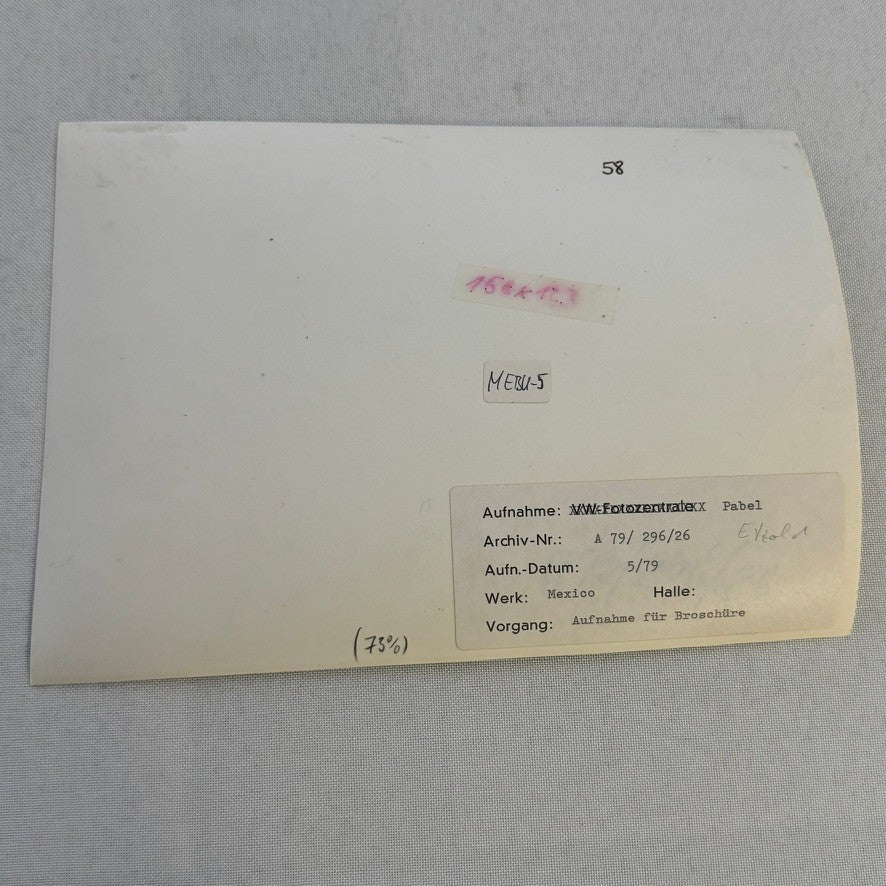 58
MEBU-5
Aufnahme: VW-Fotozentrale Pabel
Archiv-Nr.: A 79/ 296/26
Aufn.-Datum: 5/79
Werk: Mexico Halle:
Vorgang: Aufnahme für Broschüre
(73%)